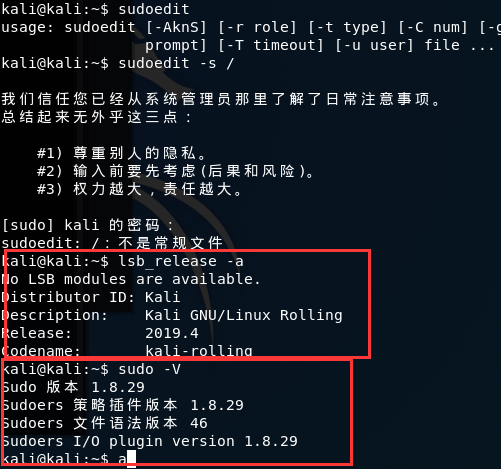 kali@kali:~$ sudoedit
usage: sudoedit [-AknS] [-r role] [-t type] [-C num] [-g
prompt] [-T timeout] [-u user] file ...
kali@kali:~$ sudoedit -s /
我们信任您已经从系统管理员那里了解了日常注意事项。
总结起来无外乎这三点：
#1) 尊重别人的隐私。
#2) 输入前要先考虑(后果和风险)。
#3) 权力越大，责任越大。
[sudo] kali 的密码：
sudoedit: /：不是常规文件
kali@kali:~$ lsb_release -a
No LSB modules are available.
Distributor ID: Kali
Description: Kali GNU/Linux Rolling
Release: 2019.4
Codename: kali-rolling
kali@kali:~$ sudo -V
Sudo 版本 1.8.29
Sudoers 策略插件版本 1.8.29
Sudoers 文件语法版本 46
Sudoers I/O plugin version 1.8.29
kali@kali:~$ a